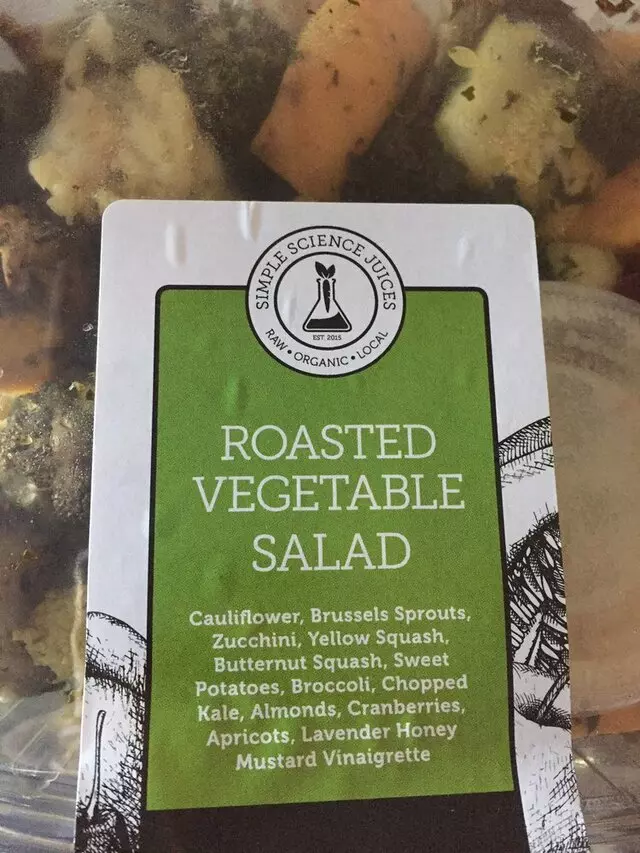 SIMPLE SCIENCE JUICES
EST. 2015
RAW • ORGANIC • LOCAL
ROASTED
VEGETABLE
SALAD
Cauliflower, Brussels Sprouts,
Zucchini, Yellow Squash,
Butternut Squash, Sweet
Potatoes, Broccoli, Chopped
Kale, Almonds, Cranberries,
Apricots, Lavender Honey
Mustard Vinaigrette